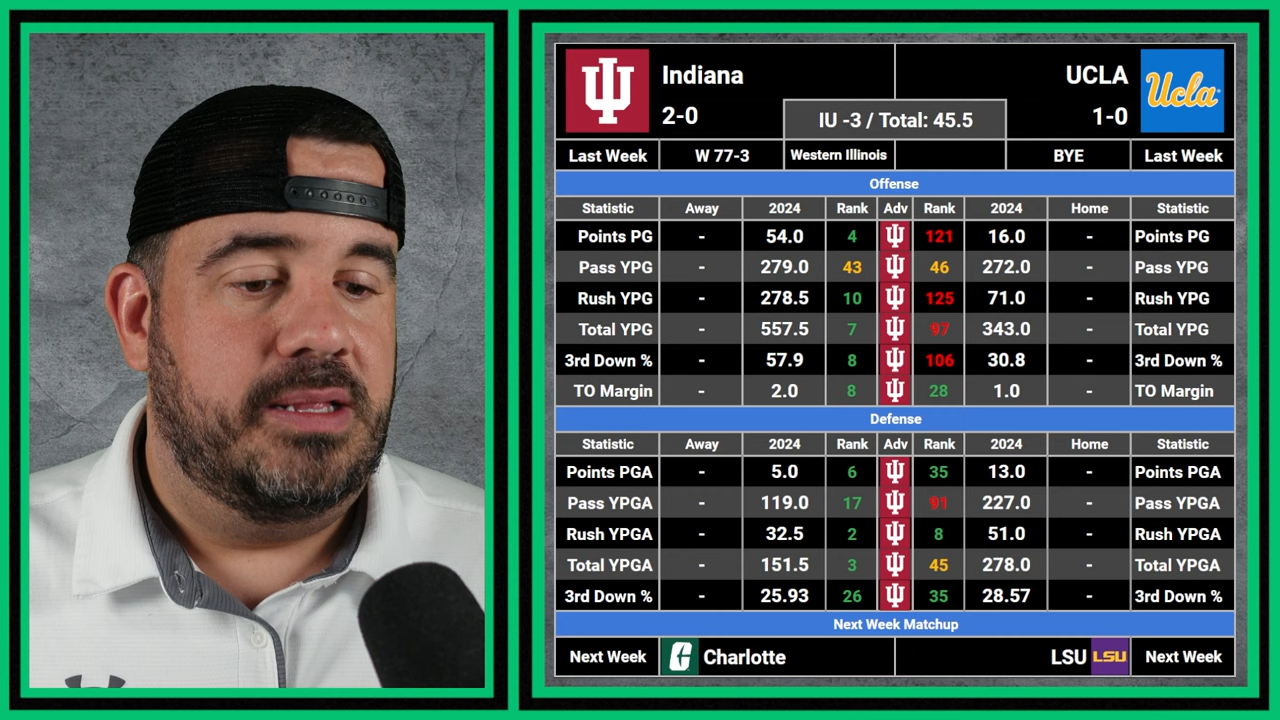 Indiana
UCLA
Ucla
2-0
IU -3 / Total: 45.5
1-0
Last Week W 77-3 Western Illinois BYE Last Week
Offense
Statistic Away 2024 Rank Adv Rank 2024 Home Statistic
Points PG - 54.0 4 121 16.0 - Points PG
Pass YPG - 279.0 43 46 272.0 - Pass YPG
Rush YPG - 278.5 10 125 71.0 - Rush YPG
Total YPG - 557.5 7 97 343.0 - Total YPG
3rd Down % - 57.9 8 106 30.8 - 3rd Down %
TO Margin - 2.0 8 28 1.0 - TO Margin
Defense
Statistic Away 2024 Rank Adv Rank 2024 Home Statistic
Points PGA - 5.0 6 35 13.0 - Points PGA
Pass YPGA - 119.0 17 91 227.0 - Pass YPGA
Rush YPGA - 32.5 2 8 51.0 - Rush YPGA
Total YPGA - 151.5 3 45 278.0 - Total YPGA
3rd Down % - 25.93 26 35 28.57 - 3rd Down %
Next Week Matchup
Next Week Charlotte LSU LSU Next Week